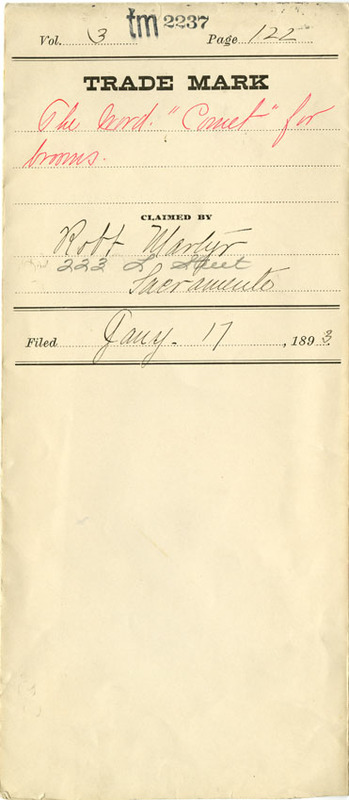 tm 2237
Vol. 3 Page 122
TRADE MARK
The word "Comet" for
brooms.
CLAIMED BY
Robt Martyr
222 L Street
Sacramento
Filed Jany. 17, 1893